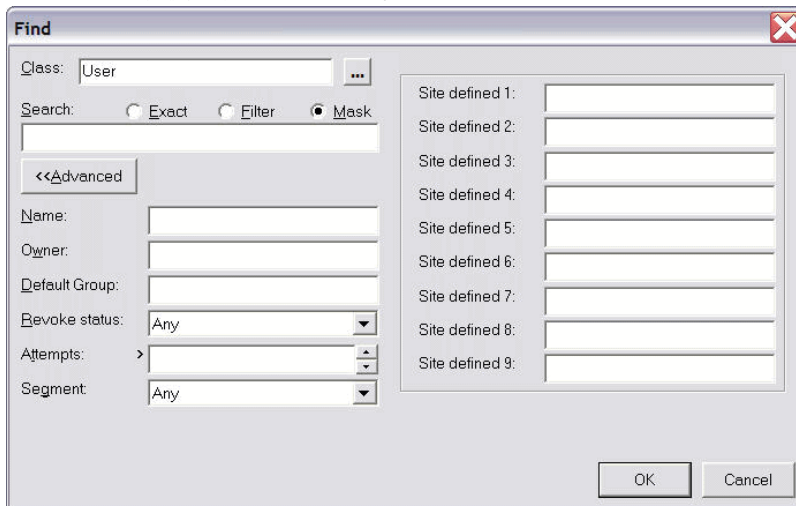 Find
Class: User ...
Search: Exact Filter Mask
<<Advanced
Name:
Owner:
Default Group:
Revoke status: Any
Attempts: >
Segment: Any
Site defined 1:
Site defined 2:
Site defined 3:
Site defined 4:
Site defined 5:
Site defined 6:
Site defined 7:
Site defined 8:
Site defined 9:
OK Cancel